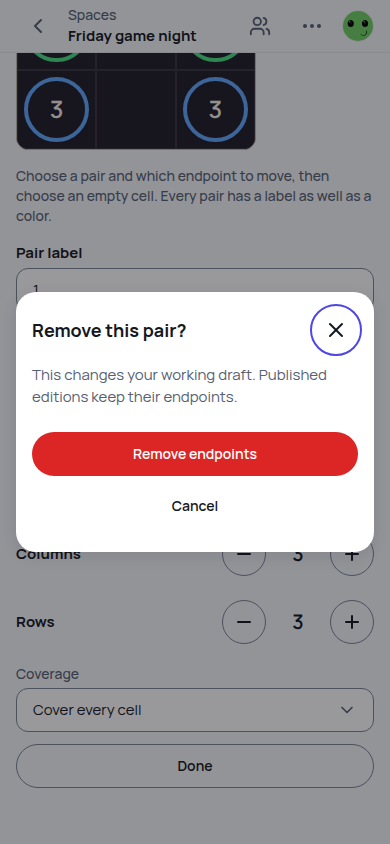 Spaces
Friday game night
3 3
Choose a pair and which endpoint to move, then
choose an empty cell. Every pair has a label as well as a
color.
Pair label
1
Remove this pair?
This changes your working draft. Published
editions keep their endpoints.
Remove endpoints
Cancel
Columns 3
Rows 3
Coverage
Cover every cell
Done